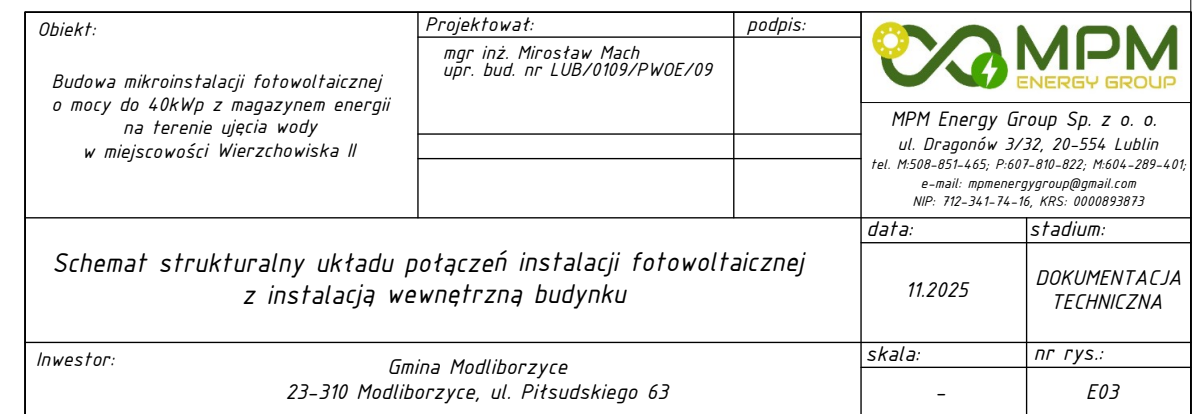 Obiekt:
Budowa mikroinstalacji fotowoltaicznej
o mocy do 40kWp z magazynem energii
na terenie ujęcia wody
w miejscowości Wierzchowiska II
Projektował:
podpis:
mgr inż. Mirosław Mach
upr. bud. nr LUB/0109/PWOE/09
MPM
ENERGY GROUP
MPM Energy Group Sp. z o. o.
ul. Dragonów 3/32, 20-554 Lublin
tel. M:508-851-465; P:607-810-822; M:604-289-401;
e-mail: mpmenergygroup@gmail.com
NIP: 712-341-74-16, KRS: 0000893873
Schemat strukturalny układu połączeń instalacji fotowoltaicznej
z instalacją wewnętrzną budynku
data:
stadium:
11.2025
DOKUMENTACJA
TECHNICZNA
Inwestor:
Gmina Modliborzyce
23-310 Modliborzyce, ul. Piłsudskiego 63
skala:
nr rys.:
-
E03